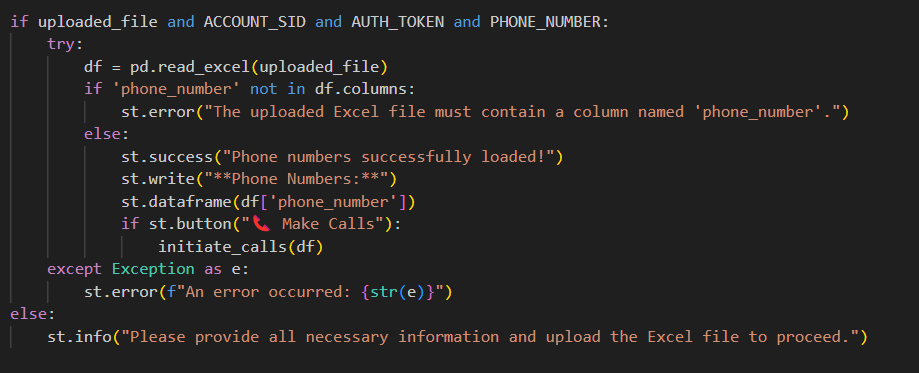 if uploaded_file and ACCOUNT_SID and AUTH_TOKEN and PHONE_NUMBER:
    try:
        df = pd.read_excel(uploaded_file)
        if 'phone_number' not in df.columns:
            st.error("The uploaded Excel file must contain a column named 'phone_number'.")
        else:
            st.success("Phone numbers successfully loaded!")
            st.write("**Phone Numbers:**")
            st.dataframe(df['phone_number'])
            if st.button("📞 Make Calls"):
                initiate_calls(df)
    except Exception as e:
        st.error(f"An error occurred: {str(e)}")
else:
    st.info("Please provide all necessary information and upload the Excel file to proceed.")